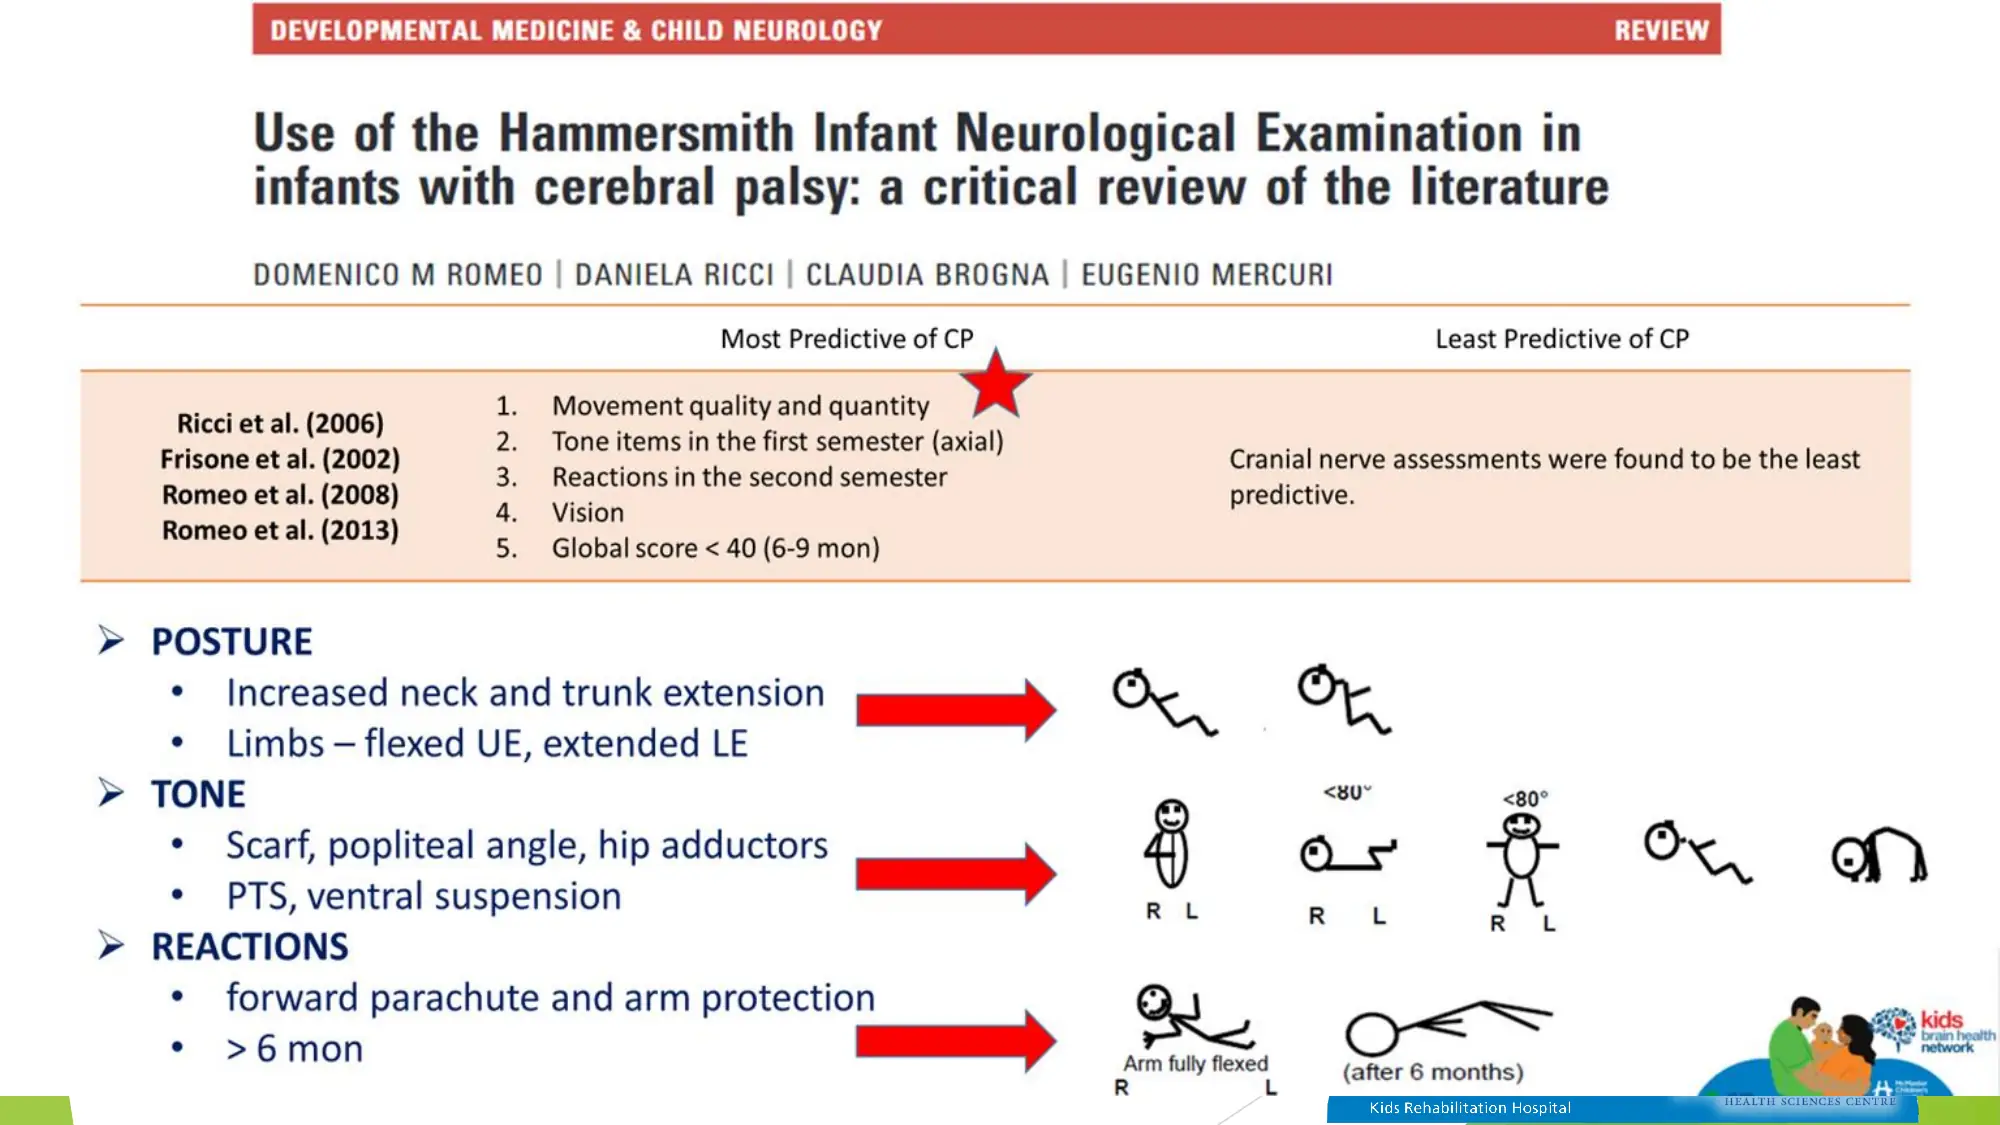 DEVELOPMENTAL MEDICINE & CHILD NEUROLOGY REVIEW
Use of the Hammersmith Infant Neurological Examination in
infants with cerebral palsy: a critical review of the literature
DOMENICO M ROMEO | DANIELA RICCI | CLAUDIA BROGNA | EUGENIO MERCURI
Most Predictive of CP
Least Predictive of CP
Ricci et al. (2006)
Frisone et al. (2002)
Romeo et al. (2008)
Romeo et al. (2013)
1. Movement quality and quantity
2. Tone items in the first semester (axial)
3. Reactions in the second semester
4. Vision
5. Global score < 40 (6-9 mon)
Cranial nerve assessments were found to be the least
predictive.
➢ POSTURE
• Increased neck and trunk extension
• Limbs – flexed UE, extended LE
➢ TONE
• Scarf, popliteal angle, hip adductors
• PTS, ventral suspension
➢ REACTIONS
• forward parachute and arm protection
• > 6 mon
<80°
<80°
R L
R L
R L
Arm fully flexed
R L
(after 6 months)
kids
brain health
network
McMaster
Children's
HEALTH SCIENCES CENTRE
Kids Rehabilitation Hospital